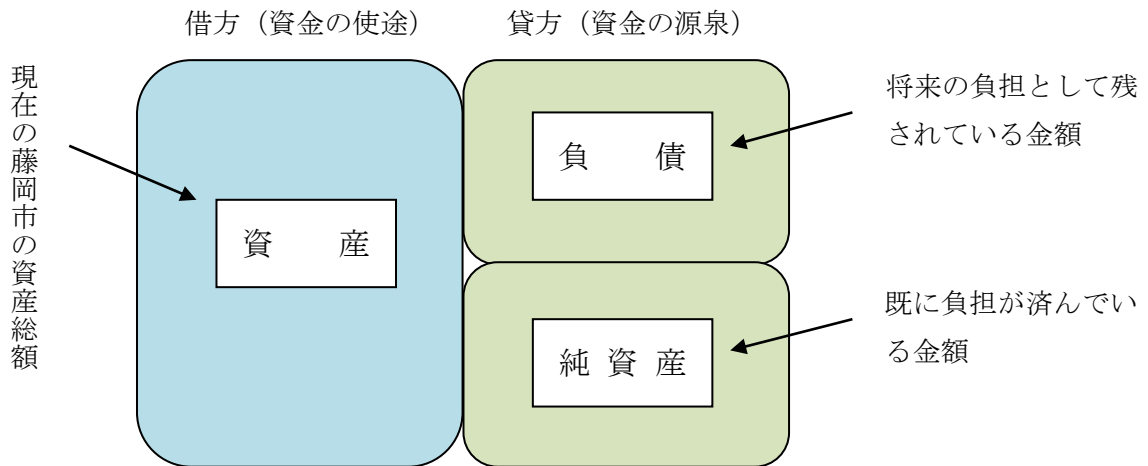 借方（資金の使途）
貸方（資金の源泉）
現在の藤岡市の資産総額
資　産
負　債
将来の負担として残
されている金額
純 資 産
既に負担が済んでい
る金額